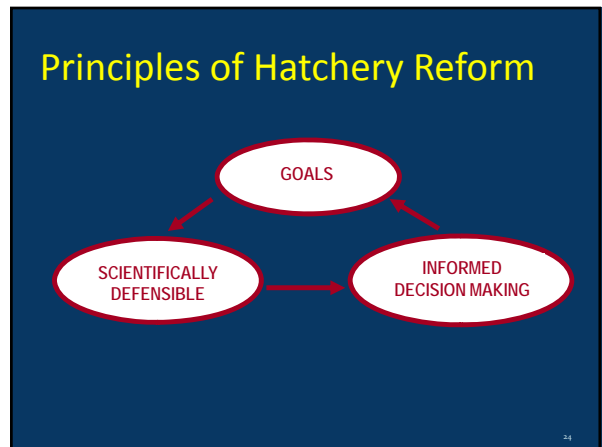 Principles of Hatchery Reform
GOALS
SCIENTIFICALLY
DEFENSIBLE
INFORMED
DECISION MAKING
24